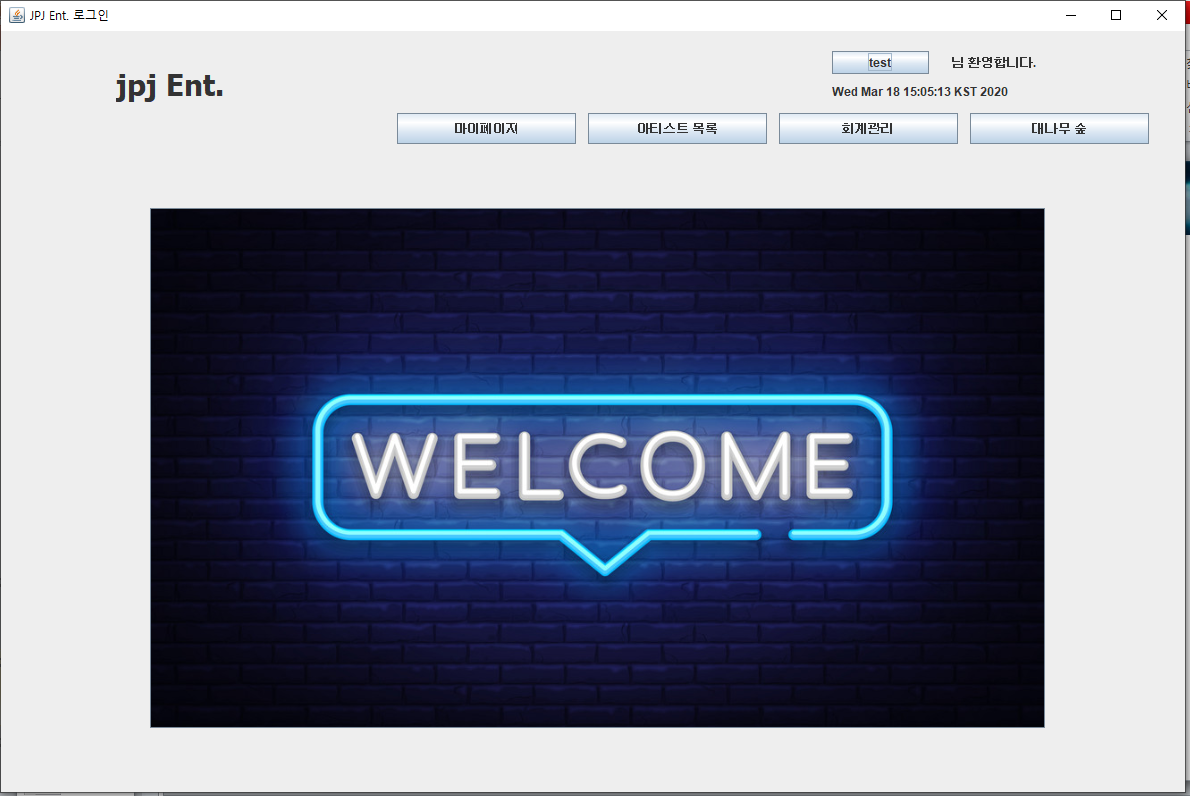 JPJ Ent. 로그인
test 님 환영합니다.
jpj Ent.
Wed Mar 18 15:05:13 KST 2020
마이페이지 아티스트 목록 회계관리 대나무 숲
WELCOME